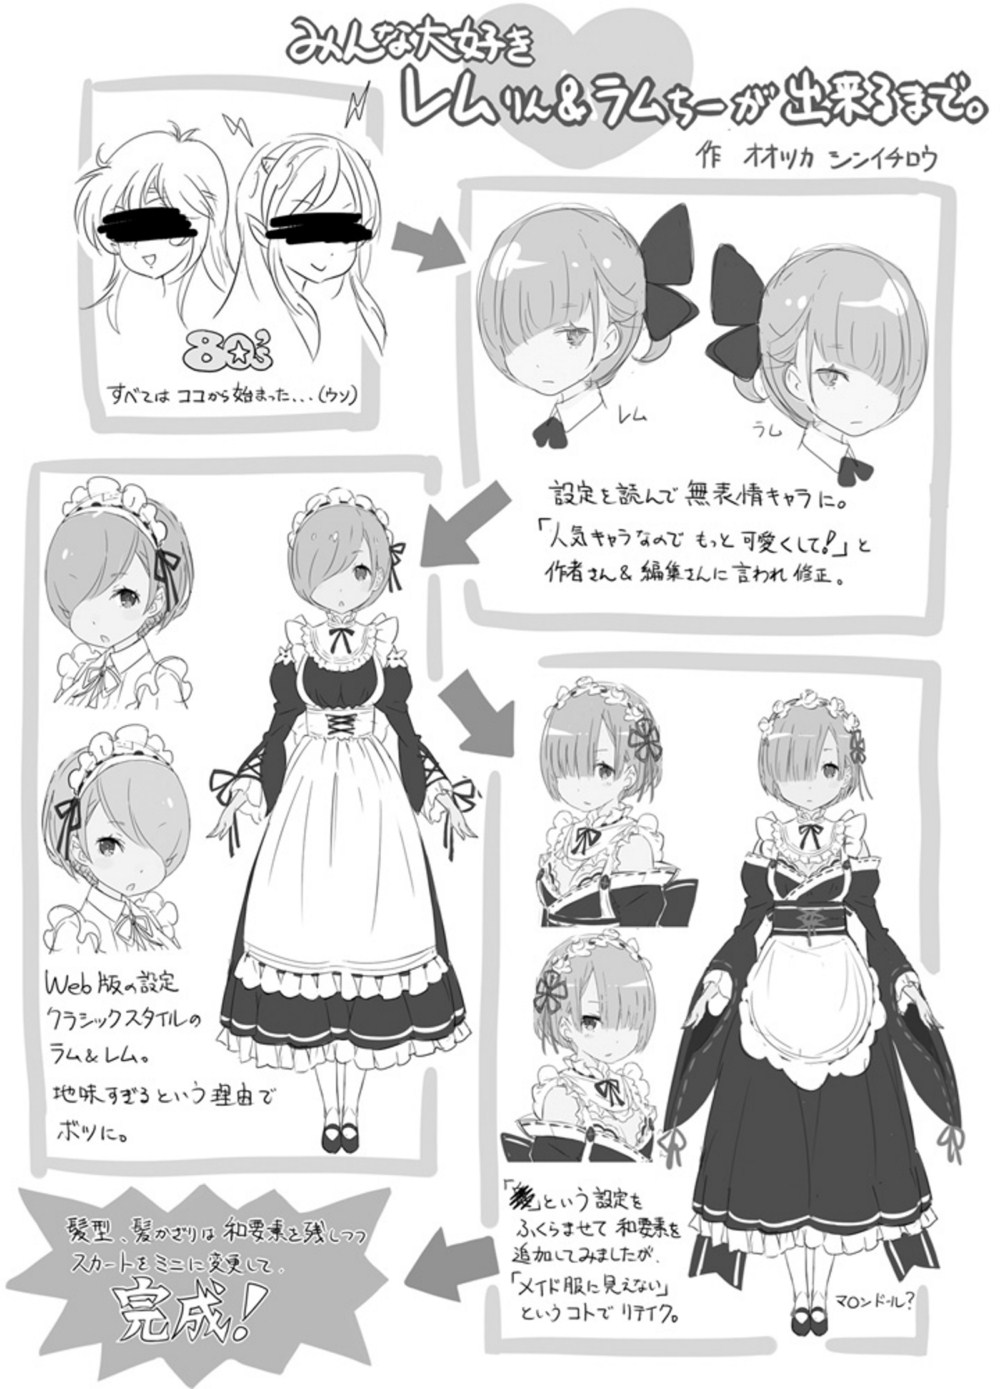 みんな大好き
レムりん&ラムちーが出来るまで。
作 オオツカ シンイチロウ
80's
すべてはココから始まった...(ウソ)
レム
ラム
設定を読んで無表情キャラに。
「人気キャラなのでもっと可愛くして!」と
作者さん&編集さんに言われ修正。
Web版の設定
クラシックスタイルの
ラム&レム。
地味すぎるという理由で
ボツに。
「」という設定を
ふくらませて和要素を
追加してみましたが、
「メイド服に見えない」
というコトでリテイク。
マロンドール?
髪型、髪かざりは和要素を残しつつ
スカートをミニに変更して、
完成!